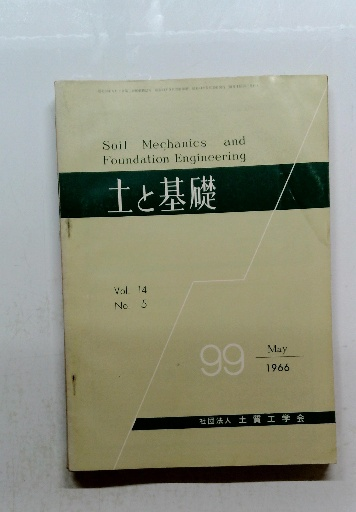 Soil Mechanics and
Foundation Engineering
土と基礎
Vol. 14
No. 5
99
May
1966
社団法人 土質工学会